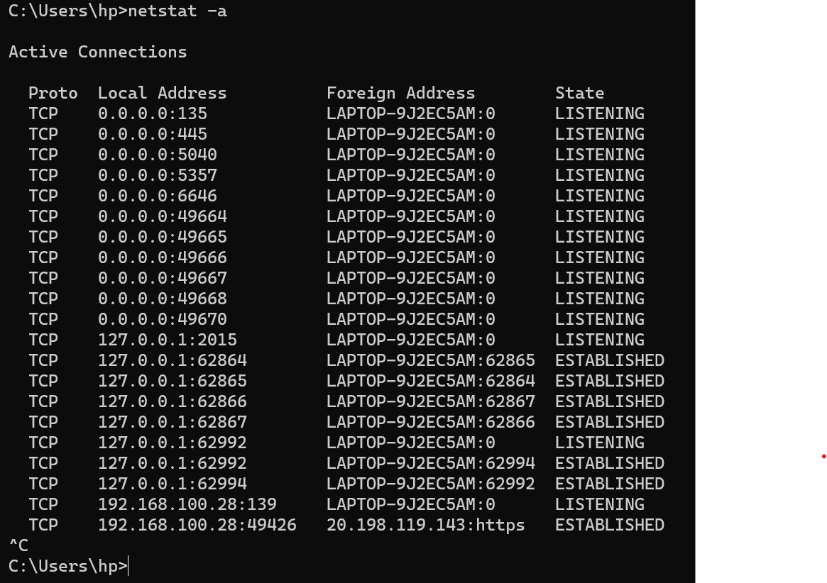 C:\Users\hp>netstat -a
Active Connections
Proto Local Address Foreign Address State
TCP 0.0.0.0:135 LAPTOP-9J2EC5AM:0 LISTENING
TCP 0.0.0.0:445 LAPTOP-9J2EC5AM:0 LISTENING
TCP 0.0.0.0:5040 LAPTOP-9J2EC5AM:0 LISTENING
TCP 0.0.0.0:5357 LAPTOP-9J2EC5AM:0 LISTENING
TCP 0.0.0.0:6646 LAPTOP-9J2EC5AM:0 LISTENING
TCP 0.0.0.0:49664 LAPTOP-9J2EC5AM:0 LISTENING
TCP 0.0.0.0:49665 LAPTOP-9J2EC5AM:0 LISTENING
TCP 0.0.0.0:49666 LAPTOP-9J2EC5AM:0 LISTENING
TCP 0.0.0.0:49667 LAPTOP-9J2EC5AM:0 LISTENING
TCP 0.0.0.0:49668 LAPTOP-9J2EC5AM:0 LISTENING
TCP 0.0.0.0:49670 LAPTOP-9J2EC5AM:0 LISTENING
TCP 127.0.0.1:2015 LAPTOP-9J2EC5AM:0 LISTENING
TCP 127.0.0.1:62864 LAPTOP-9J2EC5AM:62865 ESTABLISHED
TCP 127.0.0.1:62865 LAPTOP-9J2EC5AM:62864 ESTABLISHED
TCP 127.0.0.1:62866 LAPTOP-9J2EC5AM:62867 ESTABLISHED
TCP 127.0.0.1:62867 LAPTOP-9J2EC5AM:62866 ESTABLISHED
TCP 127.0.0.1:62992 LAPTOP-9J2EC5AM:0 LISTENING
TCP 127.0.0.1:62992 LAPTOP-9J2EC5AM:62994 ESTABLISHED
TCP 127.0.0.1:62994 LAPTOP-9J2EC5AM:62992 ESTABLISHED
TCP 192.168.100.28:139 LAPTOP-9J2EC5AM:0 LISTENING
TCP 192.168.100.28:49426 20.198.119.143:https ESTABLISHED
^C
C:\Users\hp>